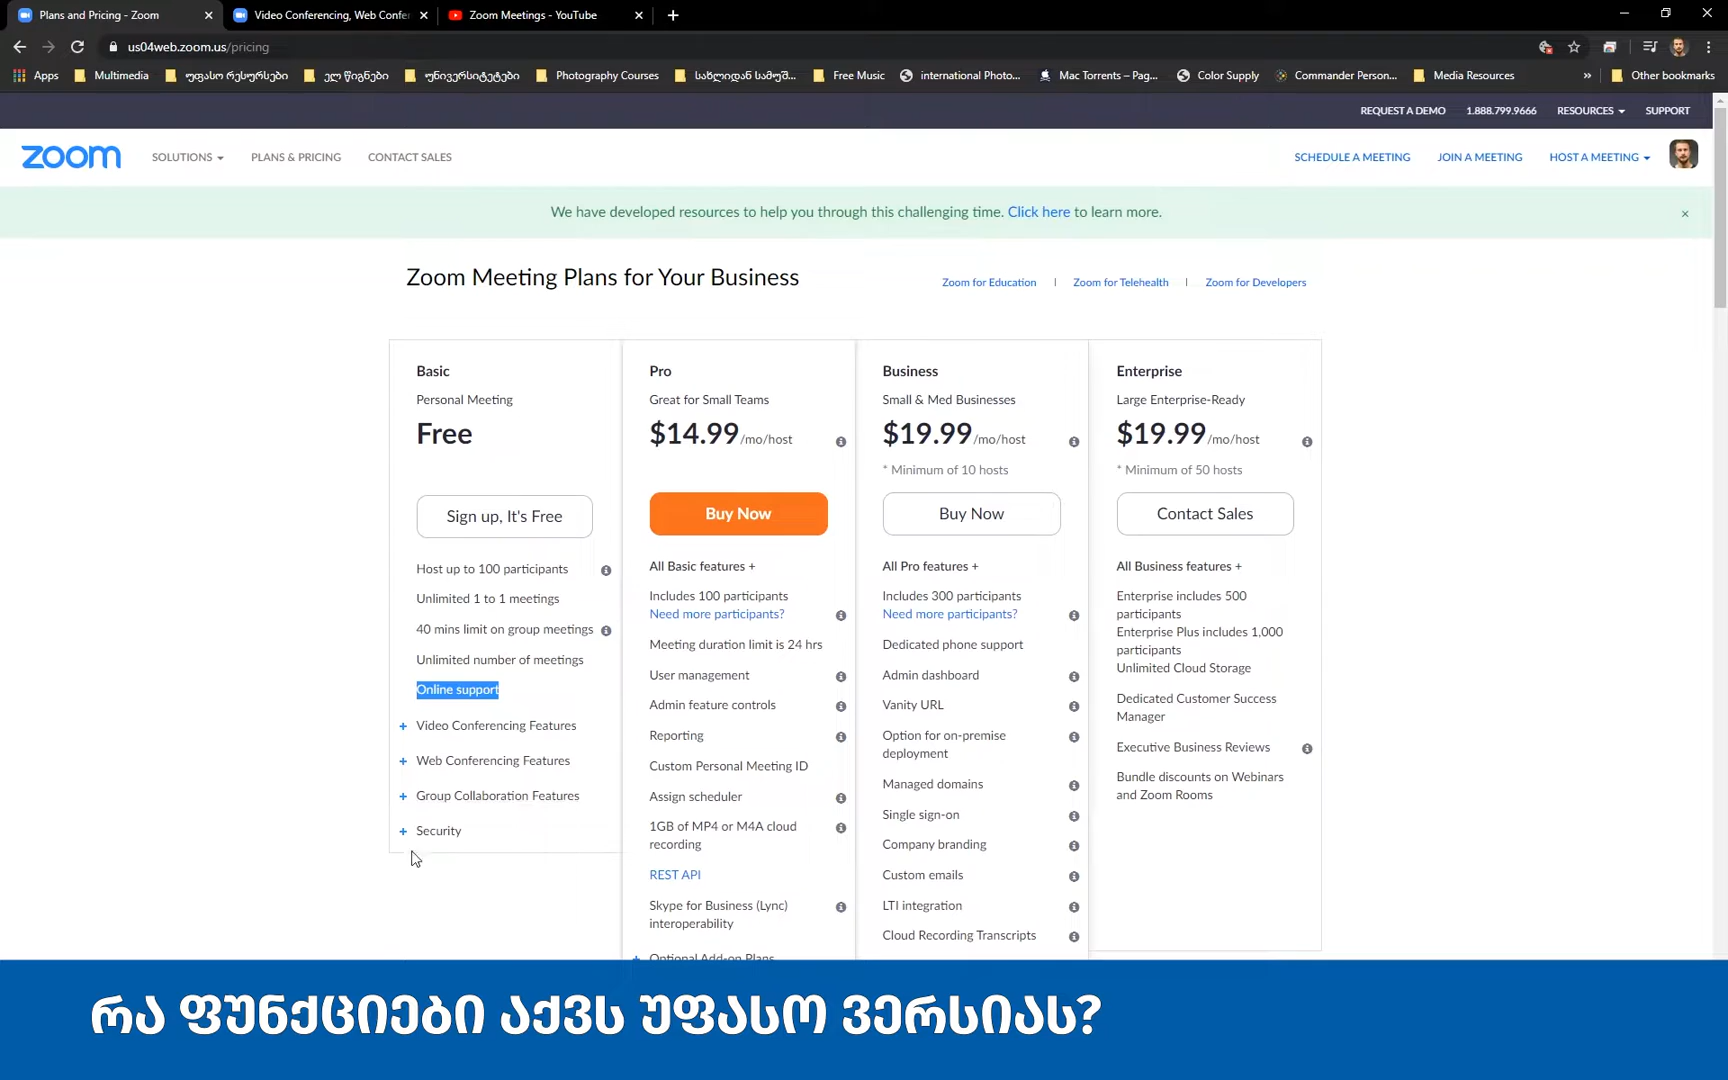 Plans and Pricing - Zoom
Video Conferencing, Web Confer
Zoom Meetings - YouTube
us04web.zoom.us/pricing
Apps
Multimedia
უფასო რესურსები
ელ წიგნები
უნივერსიტეტები
Photography Courses
სახლიდან სამუშ...
Free Music
international Photo...
Mac Torrents – Pag...
Color Supply
Commander Person...
Media Resources
»
Other bookmarks
REQUEST A DEMO
1.888.799.9666
RESOURCES
SUPPORT
zoom
SOLUTIONS
PLANS & PRICING
CONTACT SALES
SCHEDULE A MEETING
JOIN A MEETING
HOST A MEETING
We have developed resources to help you through this challenging time. Click here to learn more.
×
Zoom Meeting Plans for Your Business
Zoom for Education | Zoom for Telehealth | Zoom for Developers
Basic
Personal Meeting
Free
Sign up, It's Free
Host up to 100 participants
Unlimited 1 to 1 meetings
40 mins limit on group meetings
Unlimited number of meetings
Online support
+ Video Conferencing Features
+ Web Conferencing Features
+ Group Collaboration Features
+ Security
Pro
Great for Small Teams
$14.99/mo/host
Buy Now
All Basic features +
Includes 100 participants
Need more participants?
Meeting duration limit is 24 hrs
User management
Admin feature controls
Reporting
Custom Personal Meeting ID
Assign scheduler
1GB of MP4 or M4A cloud
recording
REST API
Skype for Business (Lync)
interoperability
+ Optional Add-on Plans
Business
Small & Med Businesses
$19.99/mo/host
* Minimum of 10 hosts
Buy Now
All Pro features +
Includes 300 participants
Need more participants?
Dedicated phone support
Admin dashboard
Vanity URL
Option for on-premise
deployment
Managed domains
Single sign-on
Company branding
Custom emails
LTI integration
Cloud Recording Transcripts
Enterprise
Large Enterprise-Ready
$19.99/mo/host
* Minimum of 50 hosts
Contact Sales
All Business features +
Enterprise includes 500
participants
Enterprise Plus includes 1,000
participants
Unlimited Cloud Storage
Dedicated Customer Success
Manager
Executive Business Reviews
Bundle discounts on Webinars
and Zoom Rooms
რა ფუნქციები აქვს უფასო ვერსიას?